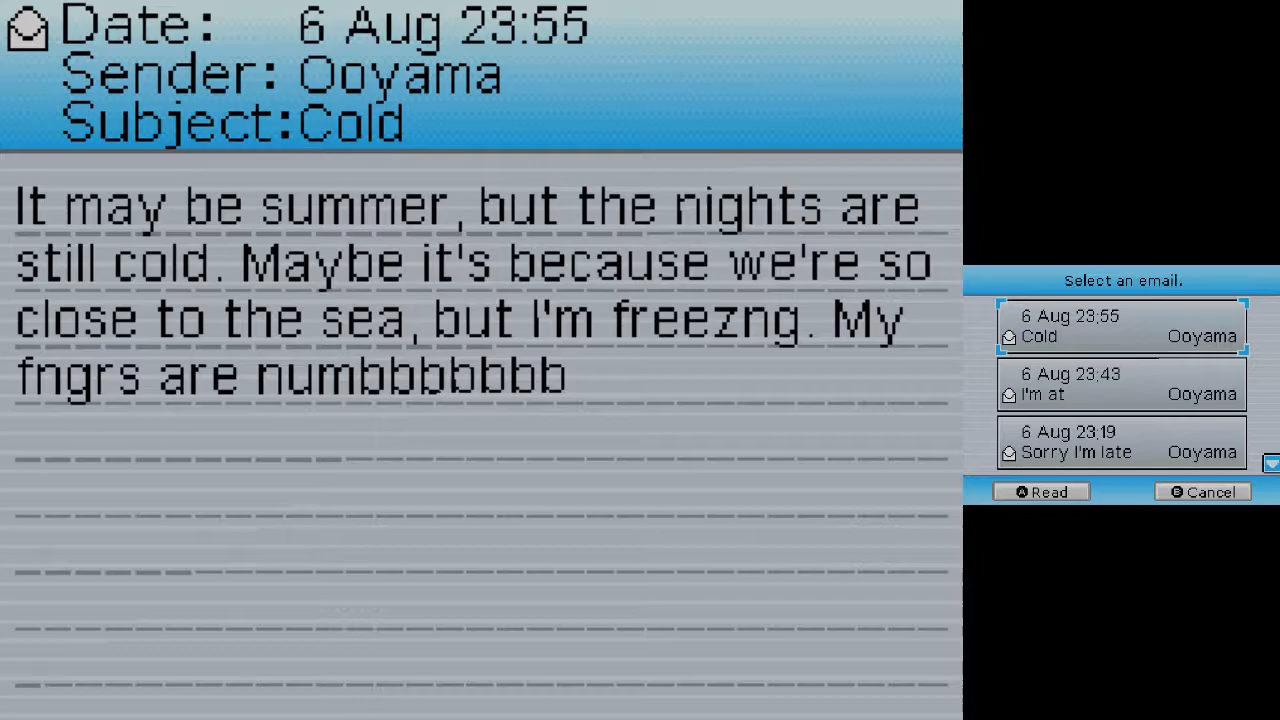 Date: 6 Aug 23:55
Sender: Ooyama
Subject:Cold
It may be summer, but the nights are
still cold. Maybe it's because we're so
close to the sea, but I'm freezng. My
fngrs are numbbbbbbb
Select an email.
6 Aug 23:55
Cold Ooyama
6 Aug 23:43
I'm at Ooyama
6 Aug 23:19
Sorry I'm late Ooyama
A Read B Cancel